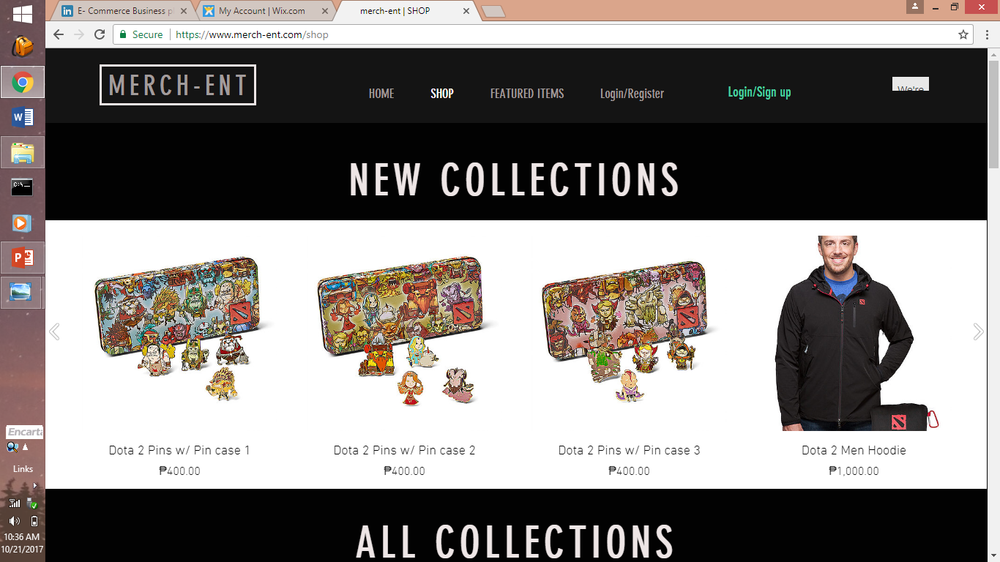 E- Commerce Business p
My Account | Wix.com
merch-ent | SHOP
Secure
https://www.merch-ent.com/shop
MERCH-ENT
HOME
SHOP
FEATURED ITEMS
Login/Register
Login/Sign up
We're
NEW COLLECTIONS
Dota 2 Pins w/ Pin case 1
₱400.00
Dota 2 Pins w/ Pin case 2
₱400.00
Dota 2 Pins w/ Pin case 3
₱400.00
Dota 2 Men Hoodie
₱1,000.00
ALL COLLECTIONS
Encarta
Links
10:36 AM
10/21/2017